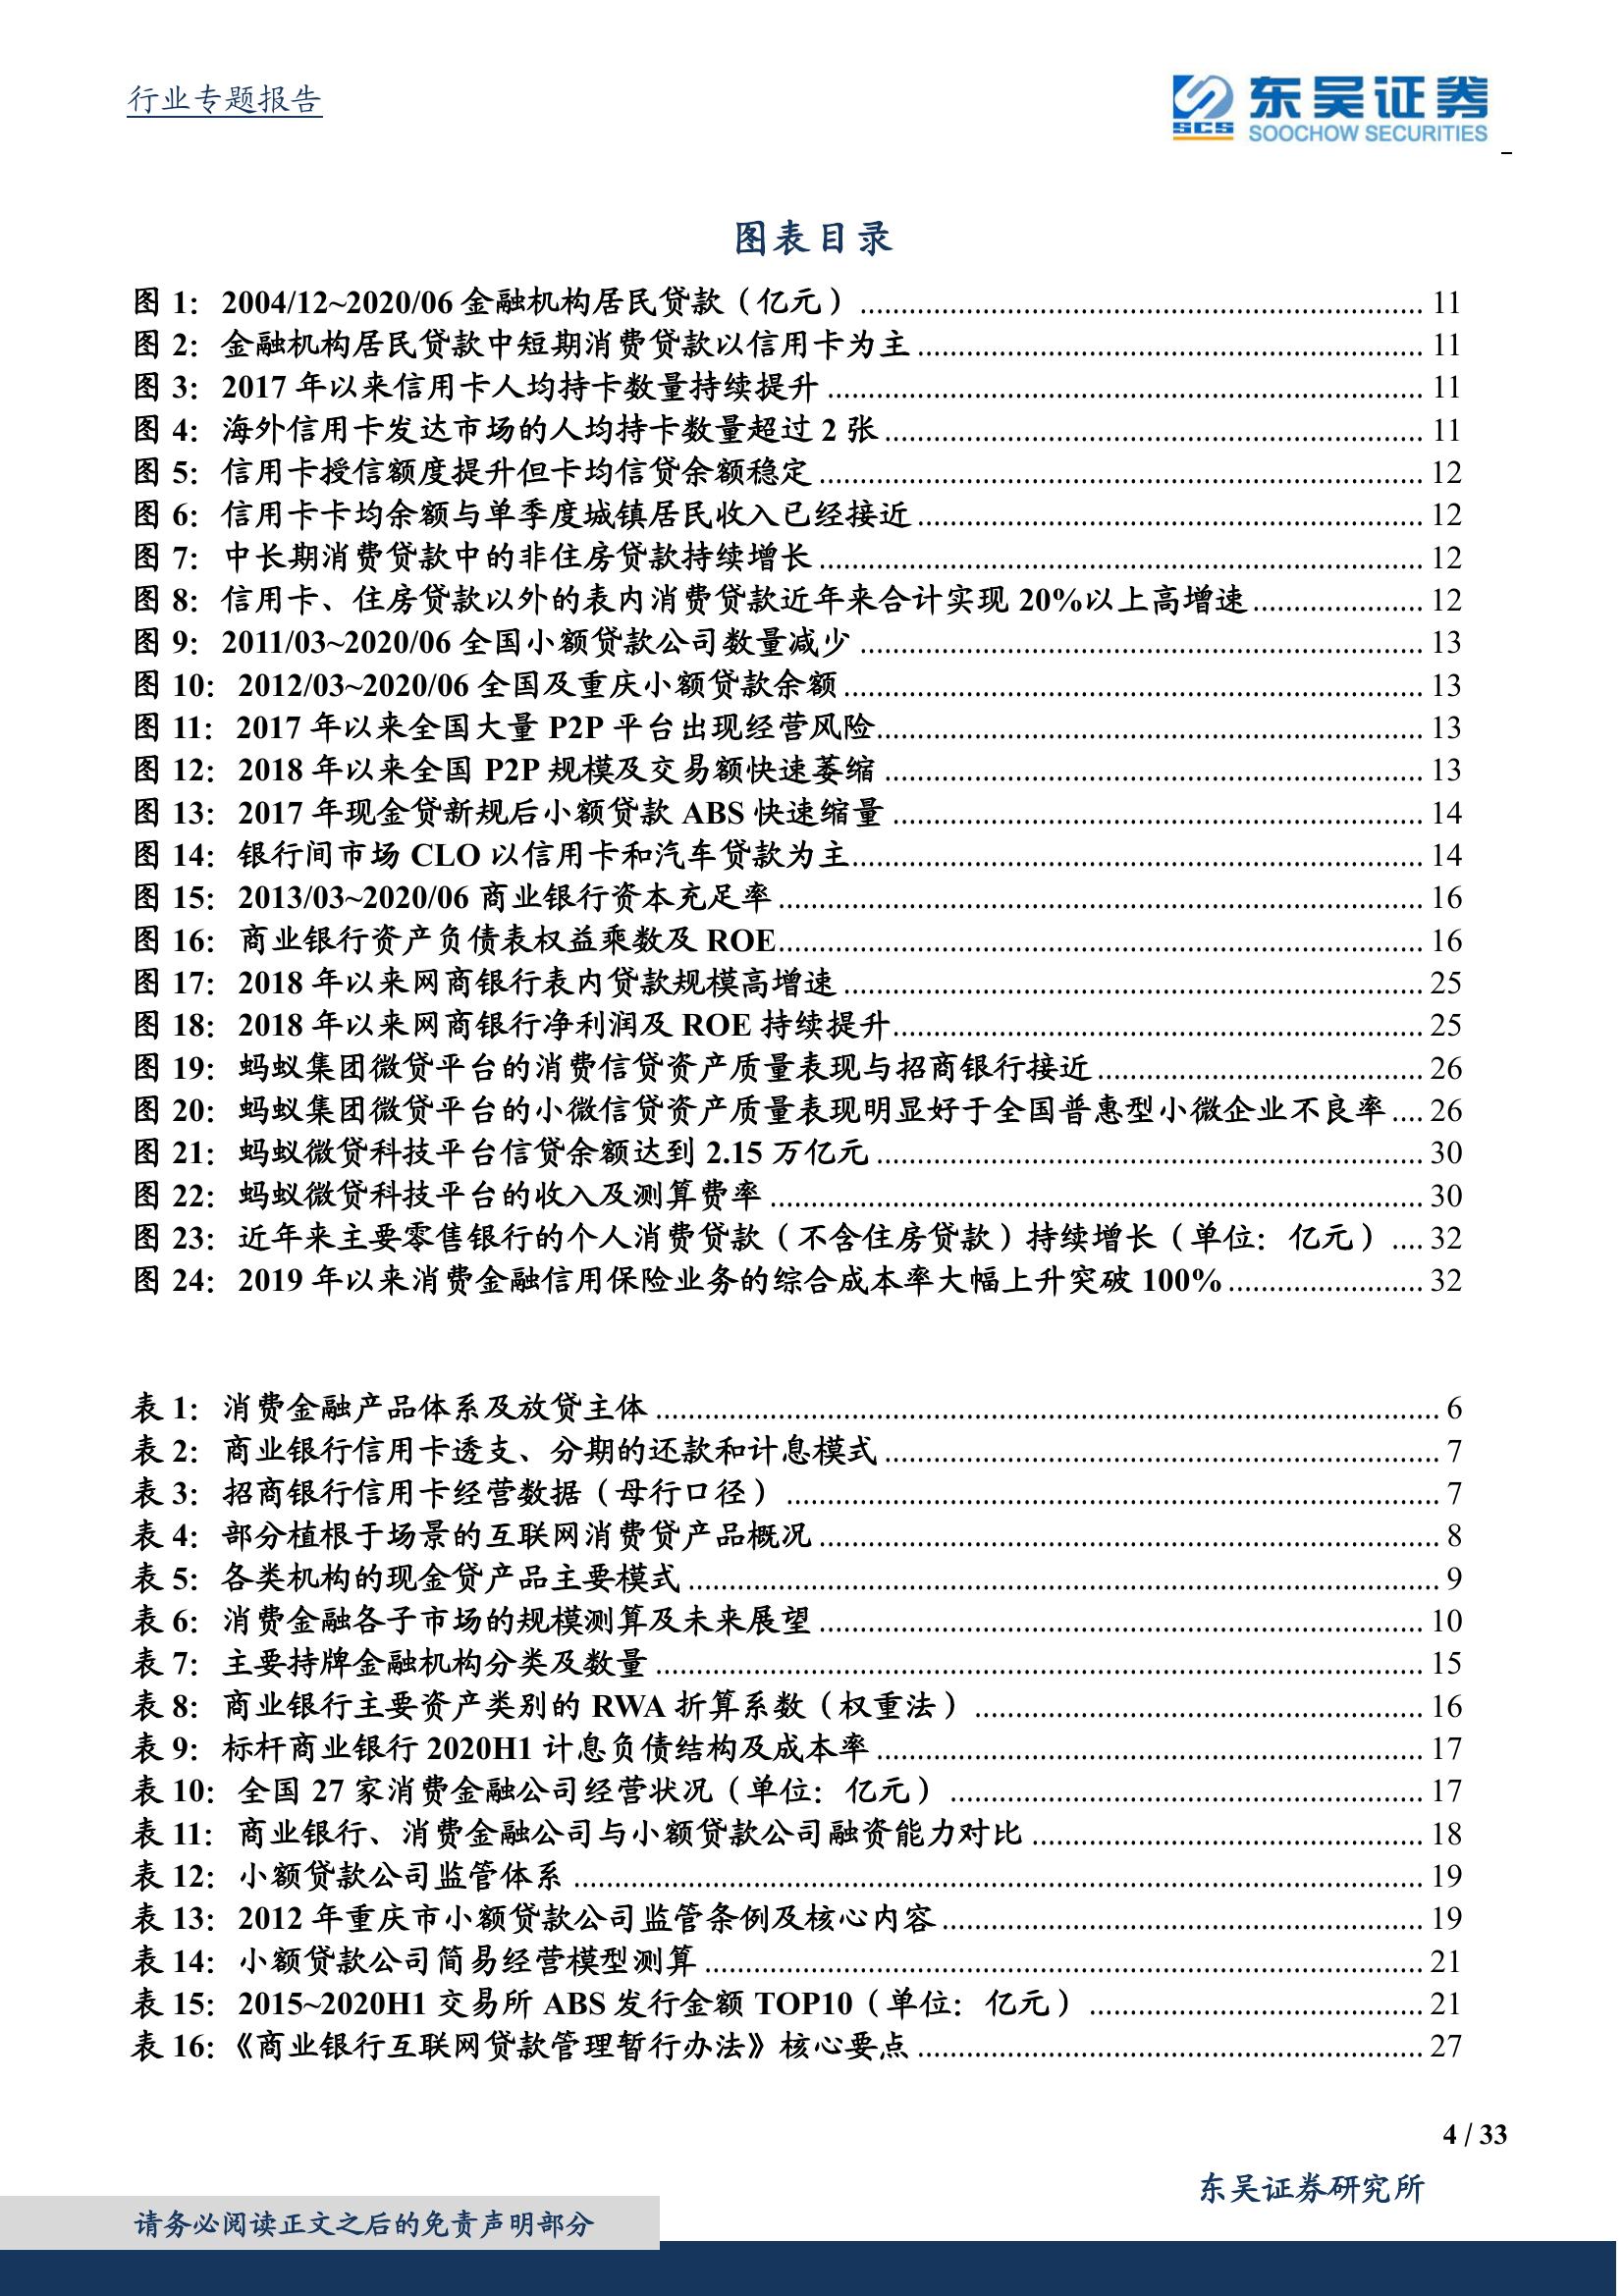 行业专题报告
SCS 东吴证券
SOOCHOW SECURITIES
图表目录
图 1： 2004/12~2020/06 金融机构居民贷款（亿元） 11
图 2： 金融机构居民贷款中短期消费贷款以信用卡为主 11
图 3： 2017 年以来信用卡人均持卡数量持续提升 11
图 4： 海外信用卡发达市场的人均持卡数量超过 2 张 11
图 5： 信用卡授信额度提升但卡均信贷余额稳定 12
图 6： 信用卡卡均余额与单季度城镇居民收入已经接近 12
图 7： 中长期消费贷款中的非住房贷款持续增长 12
图 8： 信用卡、住房贷款以外的表内消费贷款近年来合计实现 20%以上高增速 12
图 9： 2011/03~2020/06 全国小额贷款公司数量减少 13
图 10： 2012/03~2020/06 全国及重庆小额贷款余额 13
图 11： 2017 年以来全国大量 P2P 平台出现经营风险 13
图 12： 2018 年以来全国 P2P 规模及交易额快速萎缩 13
图 13： 2017 年现金贷新规后小额贷款 ABS 快速缩量 14
图 14： 银行间市场 CLO 以信用卡和汽车贷款为主 14
图 15： 2013/03~2020/06 商业银行资本充足率 16
图 16： 商业银行资产负债表权益乘数及 ROE 16
图 17： 2018 年以来网商银行表内贷款规模高增速 25
图 18： 2018 年以来网商银行净利润及 ROE 持续提升 25
图 19： 蚂蚁集团微贷平台的消费信贷资产质量表现与招商银行接近 26
图 20： 蚂蚁集团微贷平台的小微信贷资产质量表现明显好于全国普惠型小微企业不良率 26
图 21： 蚂蚁微贷科技平台信贷余额达到 2.15 万亿元 30
图 22： 蚂蚁微贷科技平台的收入及测算费率 30
图 23： 近年来主要零售银行的个人消费贷款（不含住房贷款）持续增长（单位：亿元） 32
图 24： 2019 年以来消费金融信用保险业务的综合成本率大幅上升突破 100% 32
表 1： 消费金融产品体系及放贷主体 6
表 2： 商业银行信用卡透支、分期的还款和计息模式 7
表 3： 招商银行信用卡经营数据（母行口径） 7
表 4： 部分植根于场景的互联网消费贷产品概况 8
表 5： 各类机构的现金贷产品主要模式 9
表 6： 消费金融各子市场的规模测算及未来展望 10
表 7： 主要持牌金融机构分类及数量 15
表 8： 商业银行主要资产类别的 RWA 折算系数（权重法） 16
表 9： 标杆商业银行 2020H1 计息负债结构及成本率 17
表 10： 全国 27 家消费金融公司经营状况（单位：亿元） 17
表 11： 商业银行、消费金融公司与小额贷款公司融资能力对比 18
表 12： 小额贷款公司监管体系 19
表 13： 2012 年重庆市小额贷款公司监管条例及核心内容 19
表 14： 小额贷款公司简易经营模型测算 21
表 15： 2015~2020H1 交易所 ABS 发行金额 TOP10（单位：亿元） 21
表 16：《商业银行互联网贷款管理暂行办法》核心要点 27
4 / 33
东吴证券研究所
请务必阅读正文之后的免责声明部分